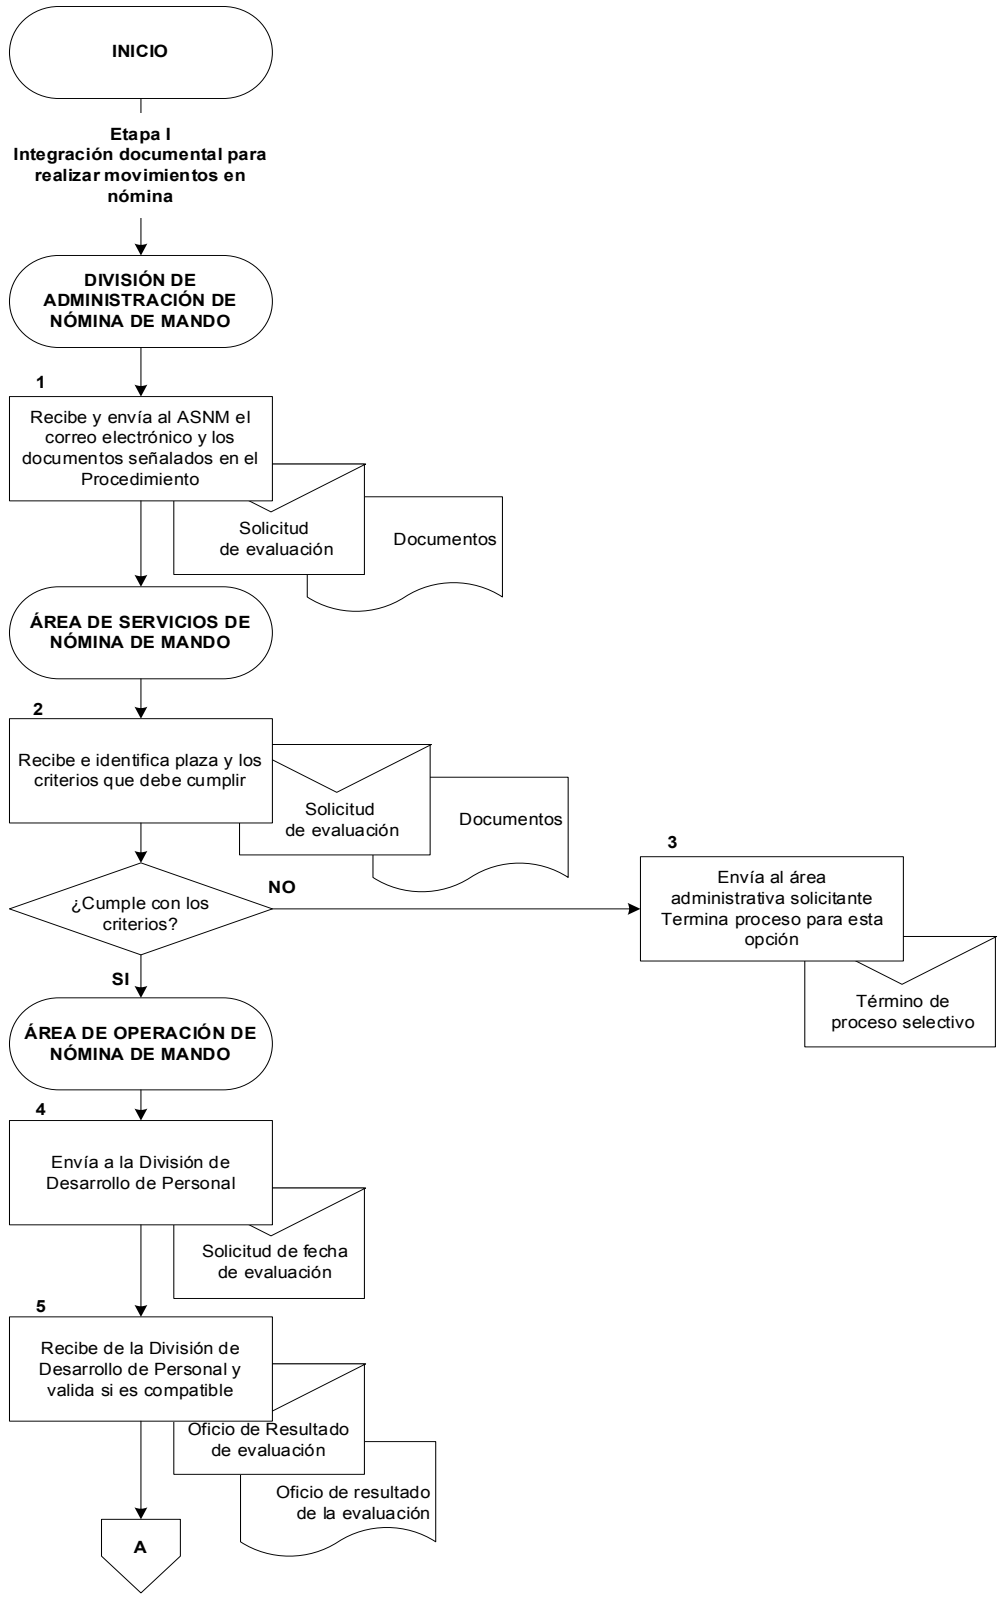 INICIO
Etapa I
Integración documental para
realizar movimientos en
nómina
DIVISIÓN DE
ADMINISTRACIÓN DE
NÓMINA DE MANDO
1
Recibe y envía al ASNM el
correo electrónico y los
documentos señalados en el
Procedimiento
Solicitud
de evaluación
Documentos
ÁREA DE SERVICIOS DE
NÓMINA DE MANDO
2
Recibe e identifica plaza y los
criterios que debe cumplir
Solicitud
de evaluación
Documentos
¿Cumple con los
criterios?
NO
3
Envía al área
administrativa solicitante
Termina proceso para esta
opción
Término de
proceso selectivo
SI
ÁREA DE OPERACIÓN DE
NÓMINA DE MANDO
4
Envía a la División de
Desarrollo de Personal
Solicitud de fecha
de evaluación
5
Recibe de la División de
Desarrollo de Personal y
valida si es compatible
Oficio de Resultado
de evaluación
Oficio de resultado
de la evaluación
A